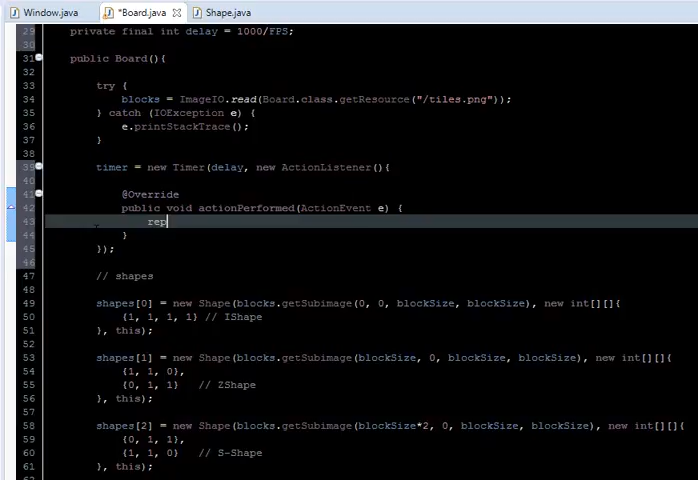 Window.java *Board.java Shape.java
29 private final int delay = 1000/FPS;
30
31 public Board(){
32
33 try {
34 blocks = ImageIO.read(Board.class.getResource("/tiles.png"));
35 } catch (IOException e) {
36 e.printStackTrace();
37 }
38
39 timer = new Timer(delay, new ActionListener(){
40
41 @Override
42 public void actionPerformed(ActionEvent e) {
43 rep
44 }
45 });
46
47 // shapes
48
49 shapes[0] = new Shape(blocks.getSubimage(0, 0, blockSize, blockSize), new int[][]{
50 {1, 1, 1, 1} // IShape
51 }, this);
52
53 shapes[1] = new Shape(blocks.getSubimage(blockSize, 0, blockSize, blockSize), new int[][]{
54 {1, 1, 0},
55 {0, 1, 1} // ZShape
56 }, this);
57
58 shapes[2] = new Shape(blocks.getSubimage(blockSize*2, 0, blockSize, blockSize), new int[][]{
59 {0, 1, 1},
60 {1, 1, 0} // S-Shape
61 }, this);
62